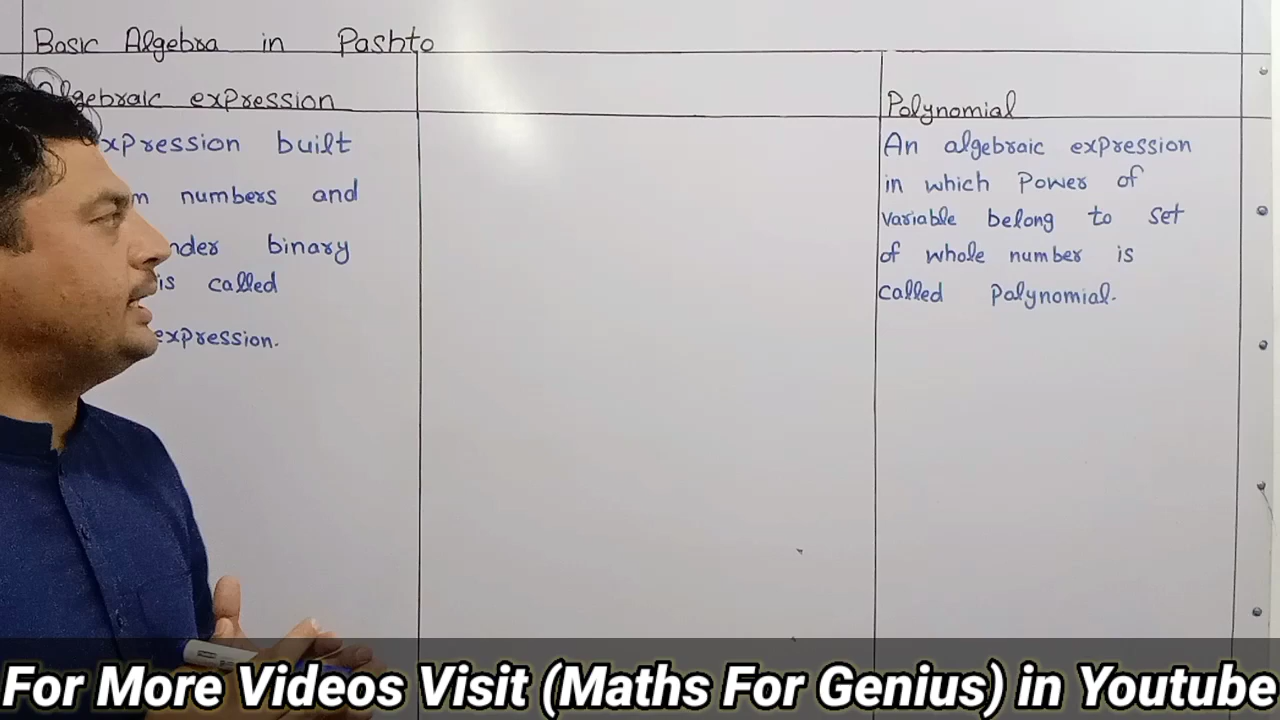 Basic Algebra in Pashto
Algebraic expression
xpression built
m numbers and
nder binary
is called
expression.
Polynomial
An algebraic expression
in which Power of
variable belong to set
of whole number is
called Polynomial.
For More Videos Visit (Maths For Genius) in Youtube